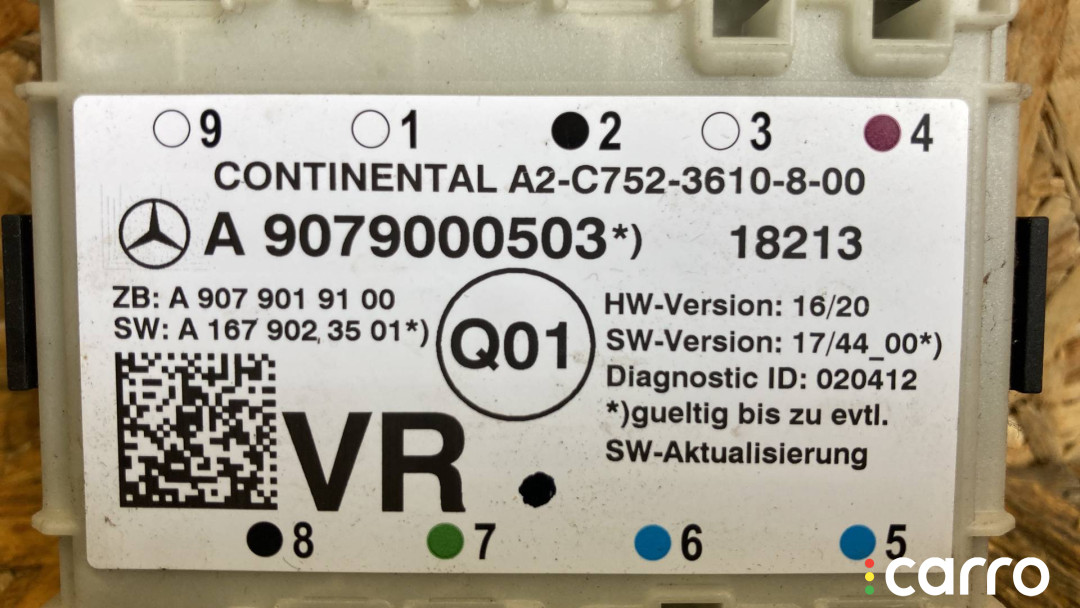 9 1 2 3 4
CONTINENTAL A2-C752-3610-8-00
A 9079000503*) 18213
ZB: A 907 901 91 00
SW: A 167 902 35 01*)
Q01
HW-Version: 16/20
SW-Version: 17/44_00*)
Diagnostic ID: 020412
*)gueltig bis zu evtl.
SW-Aktualisierung
VR
8 7 6 5
carro